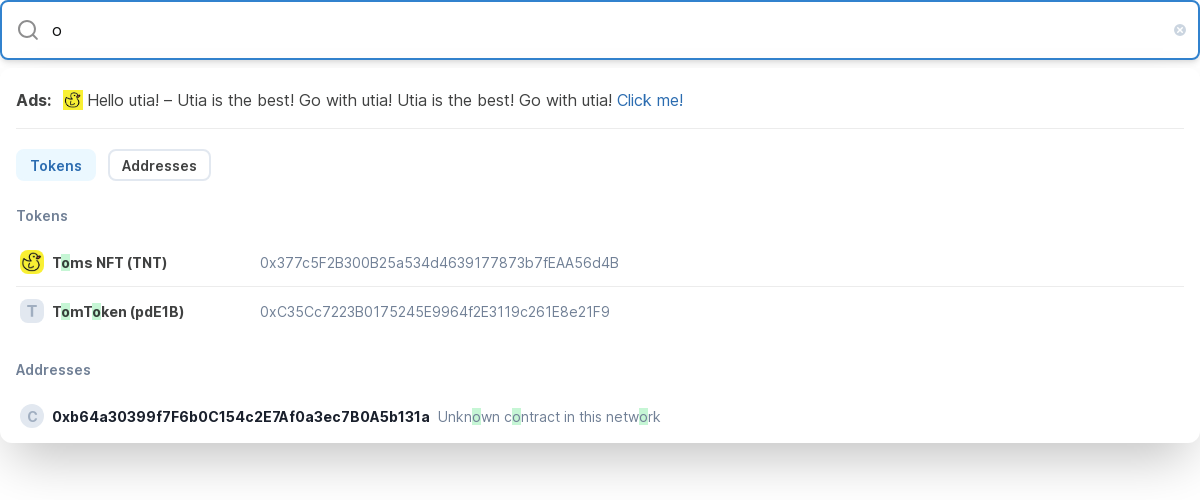 o
Ads: Hello utia! – Utia is the best! Go with utia! Utia is the best! Go with utia! Click me!
Tokens Addresses
Tokens
Toms NFT (TNT) 0x377c5F2B300B25a534d4639177873b7fEAA56d4B
T TomToken (pdE1B) 0xC35Cc7223B0175245E9964f2E3119c261E8e21F9
Addresses
C 0xb64a30399f7F6b0C154c2E7Af0a3ec7B0A5b131a Unknown contract in this network